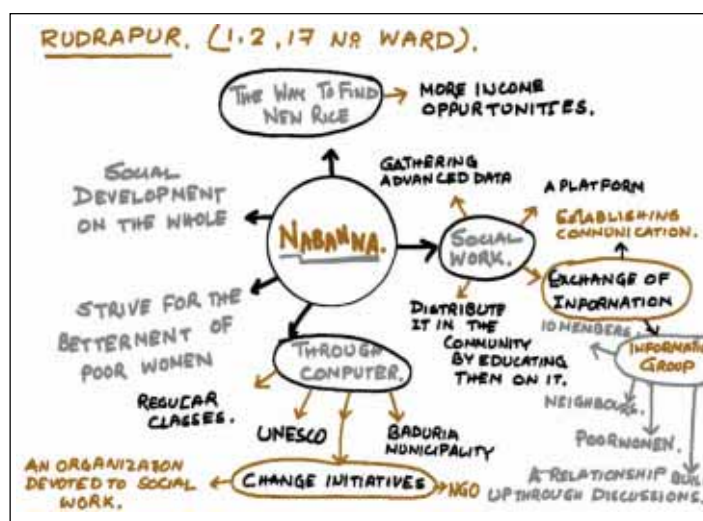 RUDRAPUR. (1,2,17 Nº WARD).
THE WAY TO FIND
NEW RICE
MORE INCOME
OPPURTUNITIES.
SOCIAL
DEVELOPMENT
ON THE WHOLE
GATHERING
ADVANCED DATA
A PLATFORM
ESTABLISHING
COMMUNICATION.
NABANNA.
SOCIAL
WORK.
EXCHANGE OF
INFORMATION
STRIVE FOR THE
BETTERMENT OF
POOR WOMEN
DISTRIBUTE
IT IN THE
COMMUNITY
BY EDUCATING
THEM ON IT.
10 MEMBERS
INFORMATIO
GROUP
THROUGH
COMPUTER.
NEIGHBOURS
REGULAR
CLASSES.
UNESCO
BADURIA
MUNICIPALITY
POOR WOMEN.
AN ORGANIZATION
DEVOTED TO SOCIAL
WORK.
CHANGE INITIATIVES
NGO
A RELATIONSHIP BUIL
UP THROUGH DISCUSSIONS.